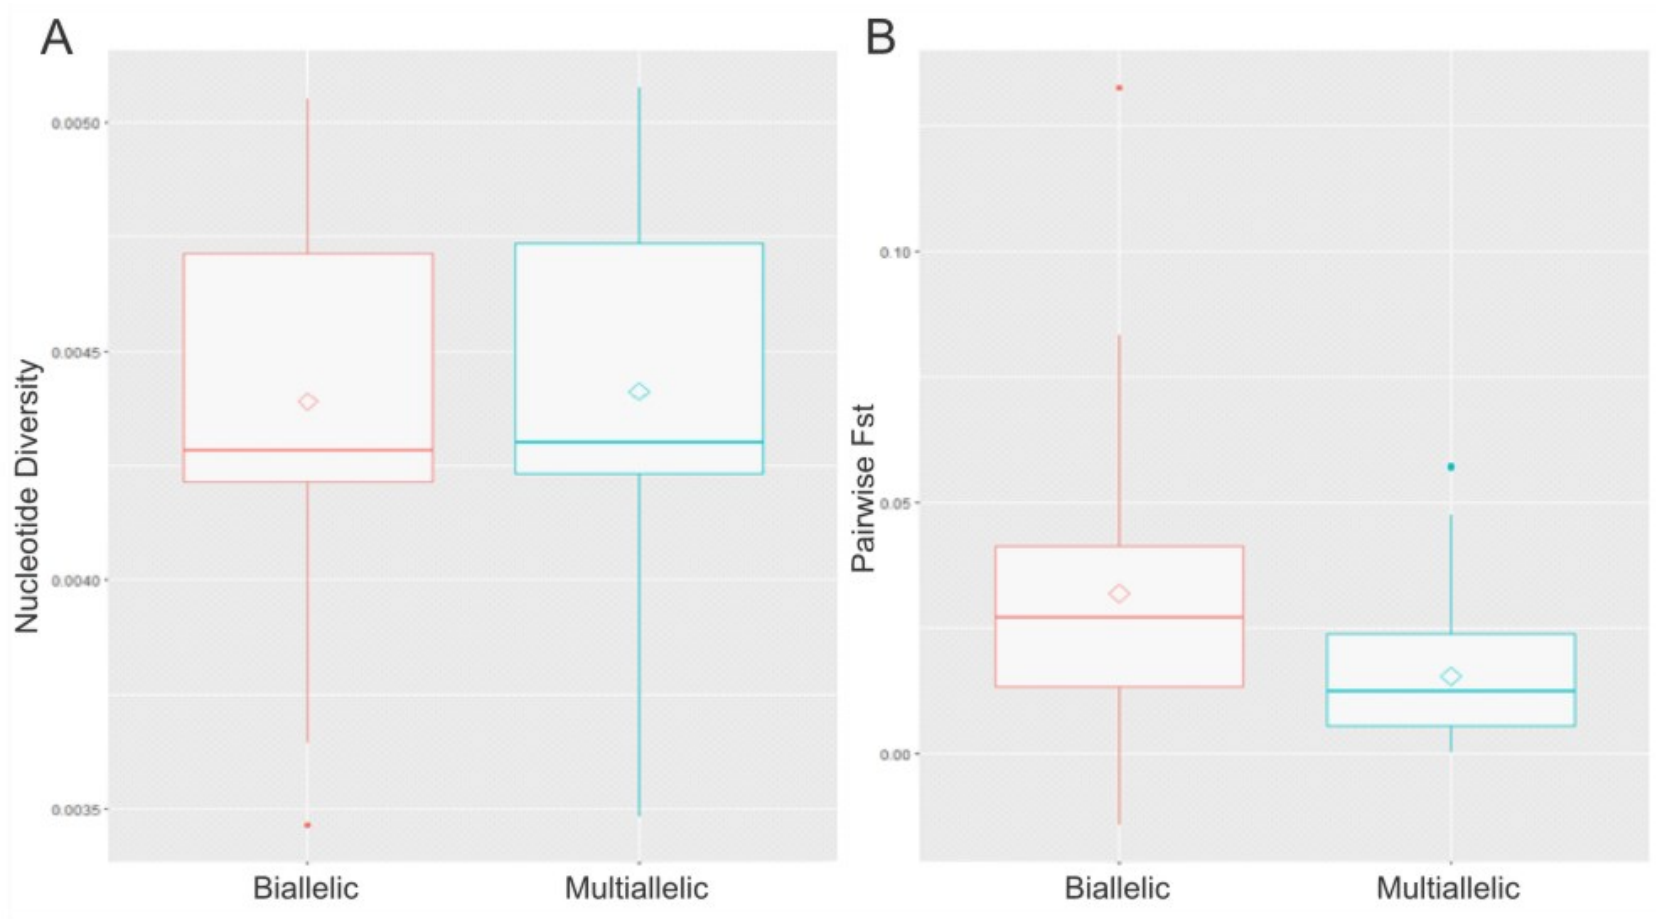 A
Nucleotide Diversity
0.0050
0.0045
0.0040
0.0035
Biallelic
Multiallelic
B
Pairwise Fst
0.10
0.05
0.00
Biallelic
Multiallelic